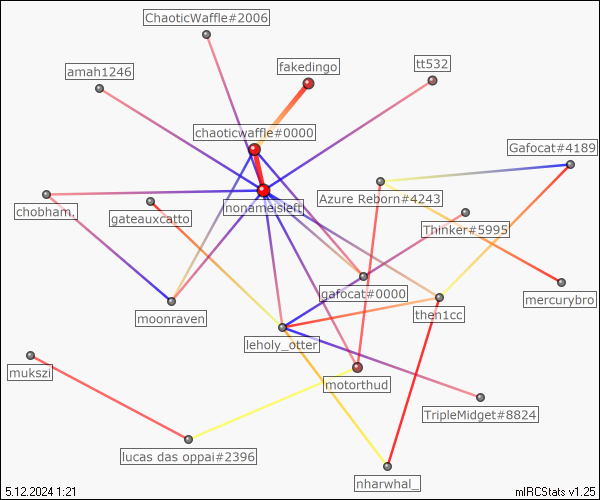 ChaoticWaffle#2006
fakedingo
tt532
amah1246
chaoticwaffle#0000
Gafocat#4189
chobham,
gateauxcatto
nonameisleft
Azure Reborn#4243
Thinker#5995
gafocat#0000
mercurybro
moonraven
then1cc
leholy_otter
mukszi
motorthud
TripleMidget#8824
lucas das oppai#2396
nharwhal_
5.12.2024 1:21
mIRCStats v1.25